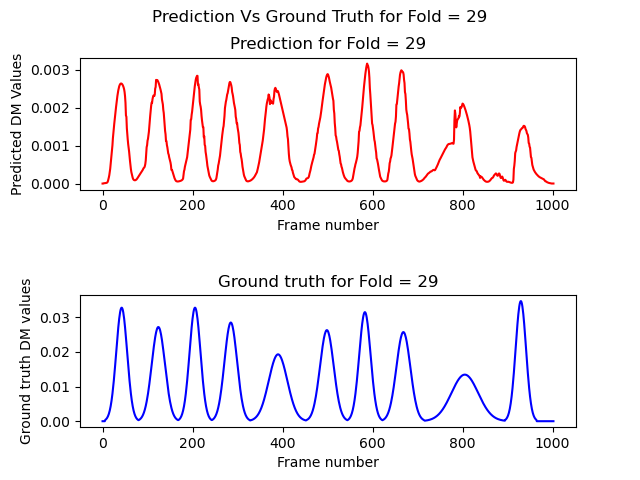 Prediction Vs Ground Truth for Fold = 29
Prediction for Fold = 29
Predicted DM Values
0.003
0.002
0.001
0.000
0 200 400 600 800 1000
Frame number
Ground truth for Fold = 29
Ground truth DM values
0.03
0.02
0.01
0.00
0 200 400 600 800 1000
Frame number